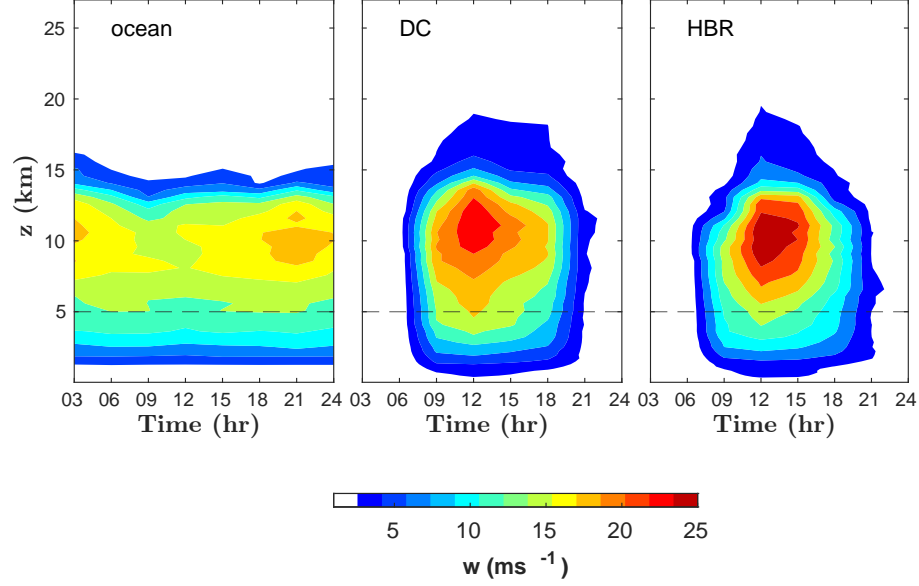 ocean DC HBR
25
20
15
10
5
z (km)
03 06 09 12 15 18 21 24 03 06 09 12 15 18 21 24 03 06 09 12 15 18 21 24
Time (hr) Time (hr) Time (hr)
5 10 15 20 25
w (ms -1)